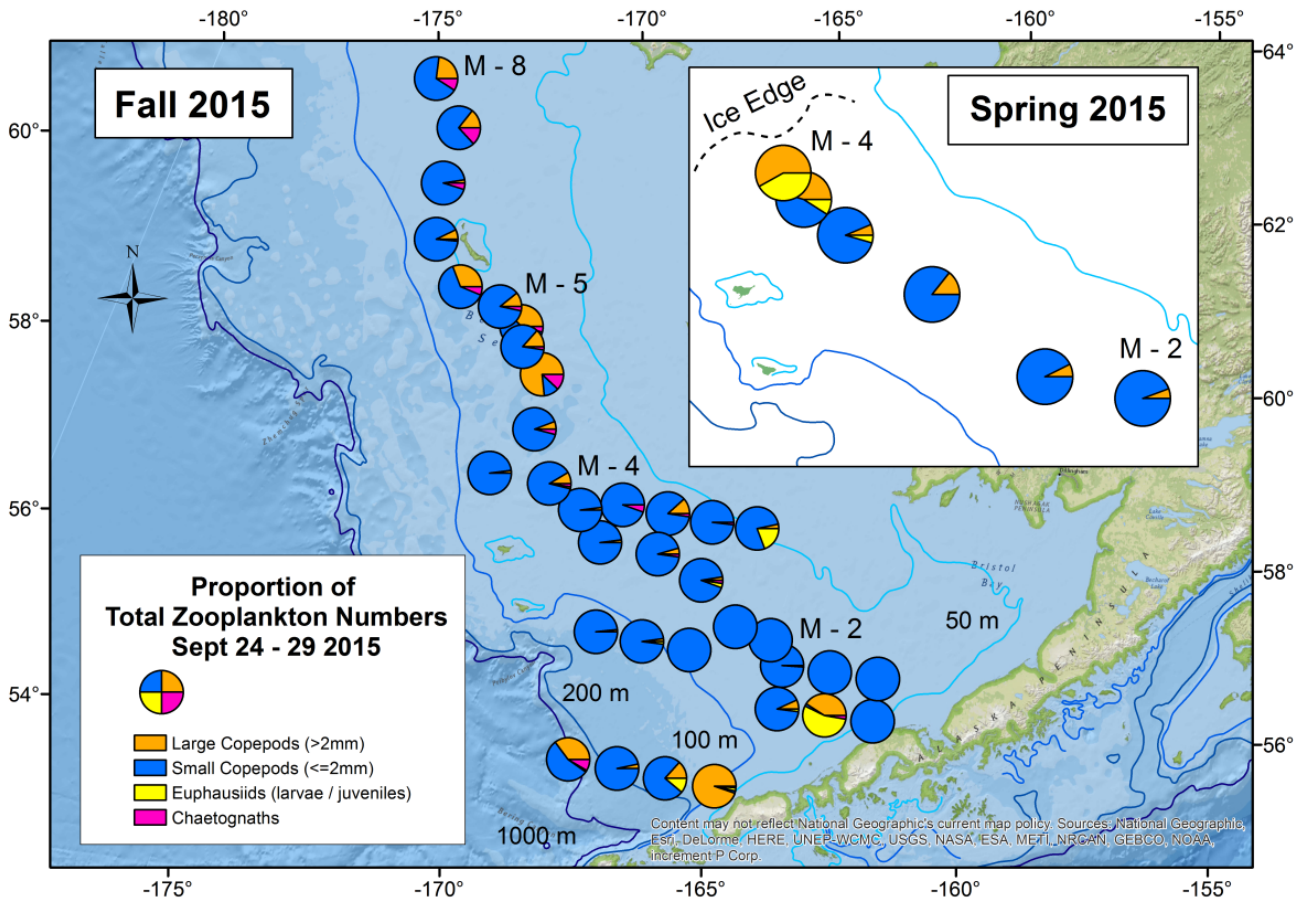 -180°
-175°
-170°
-165°
-160°
-155°
64°
62°
60°
58°
56°
60°
58°
56°
54°
-175°
-170°
-165°
-160°
-155°
Fall 2015
M - 8
N
M - 5
M - 4
M - 2
50 m
200 m
100 m
1000 m
Bristol
Bay
ALASKA PENINSULA
Ice Edge
Spring 2015
M - 4
M - 2
Proportion of
Total Zooplankton Numbers
Sept 24 - 29 2015
Large Copepods (>2mm)
Small Copepods (<=2mm)
Euphausiids (larvae / juveniles)
Chaetognaths
Content may not reflect National Geographic's current map policy. Sources: National Geographic,
Esri, DeLorme, HERE, UNEP-WCMC, USGS, NASA, ESA, METI, NRCAN, GEBCO, NOAA,
increment P Corp.